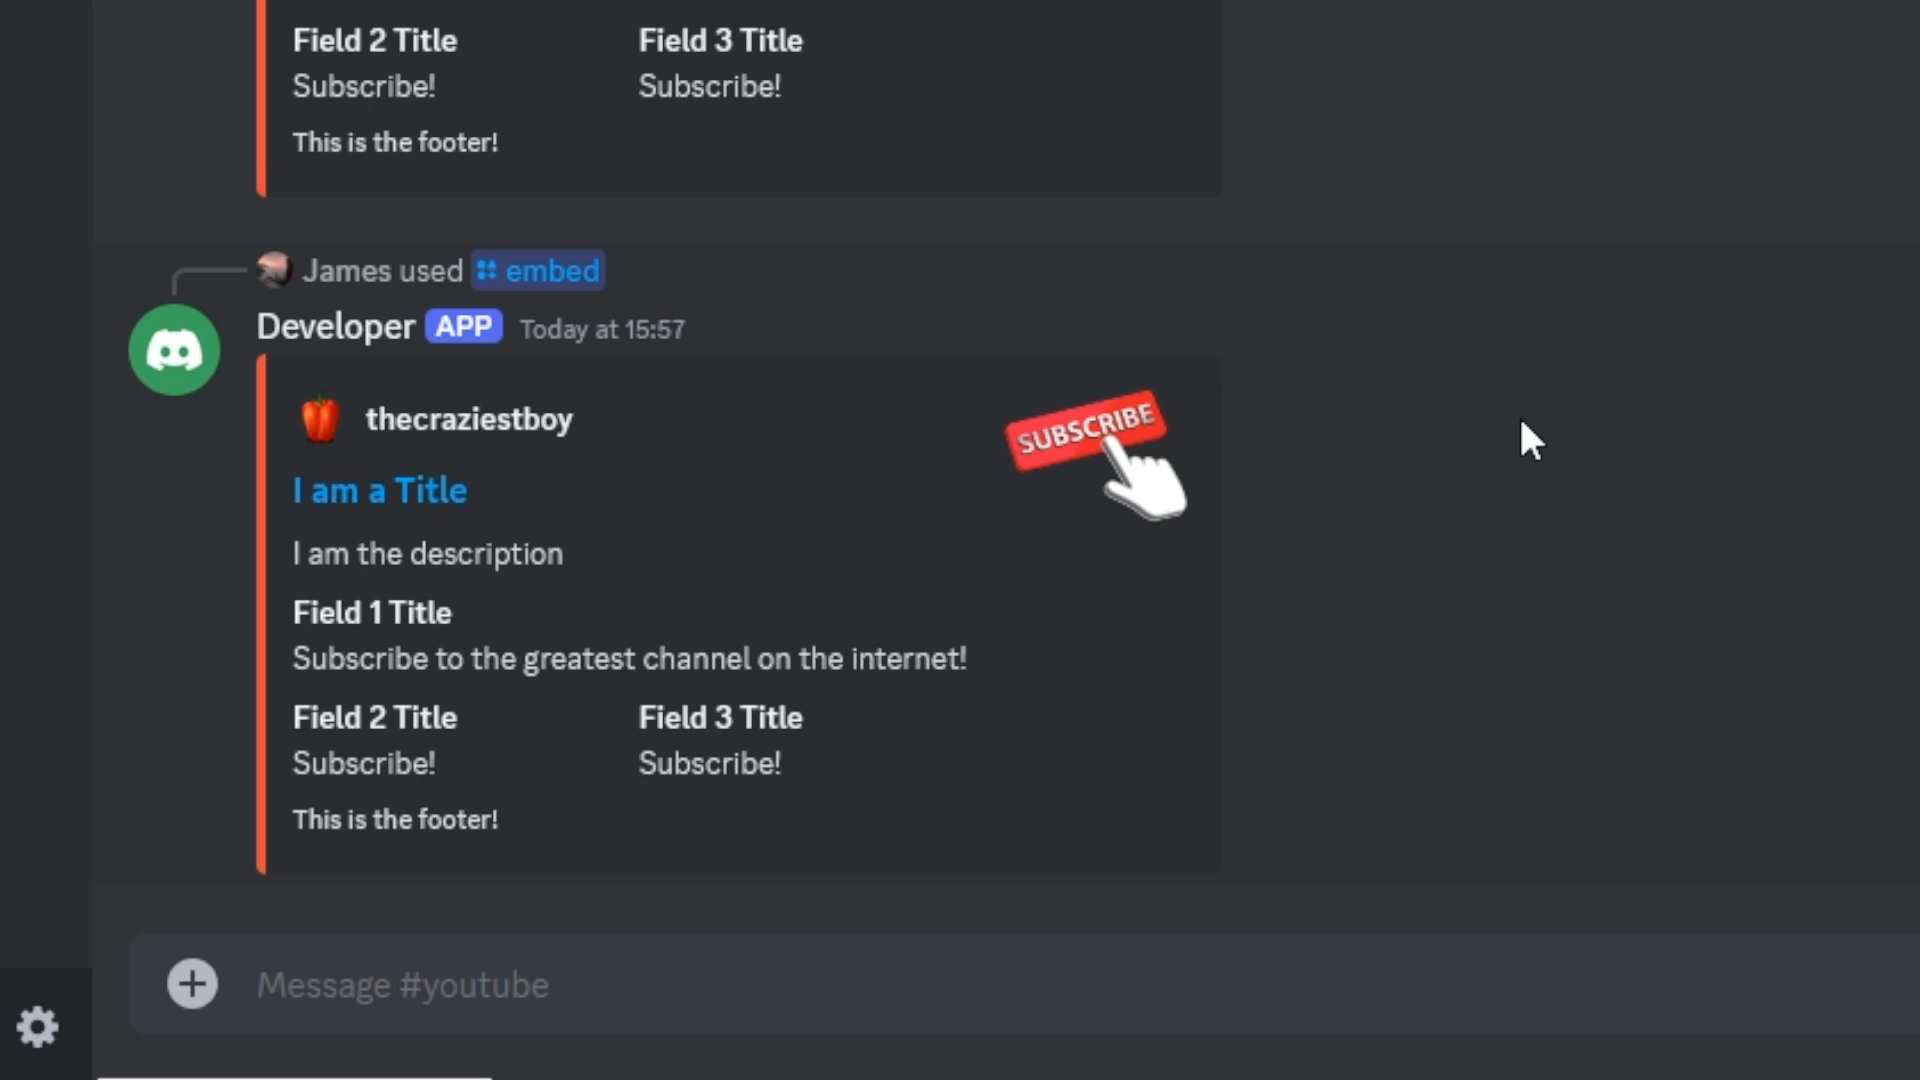 Field 2 Title Field 3 Title
Subscribe! Subscribe!
This is the footer!
James used embed
Developer APP Today at 15:57
thecraziestboy
SUBSCRIBE
I am a Title
I am the description
Field 1 Title
Subscribe to the greatest channel on the internet!
Field 2 Title Field 3 Title
Subscribe! Subscribe!
This is the footer!
Message #youtube